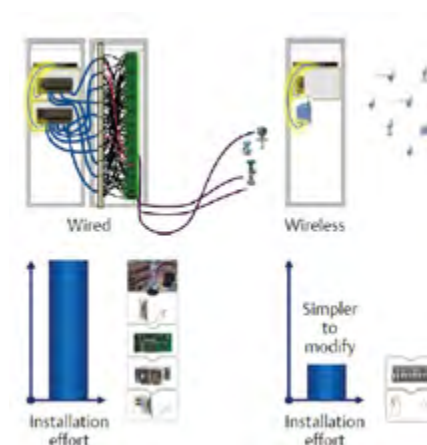 Wired
Wireless
Simpler
to
modify
Installation
effort
Installation
effort